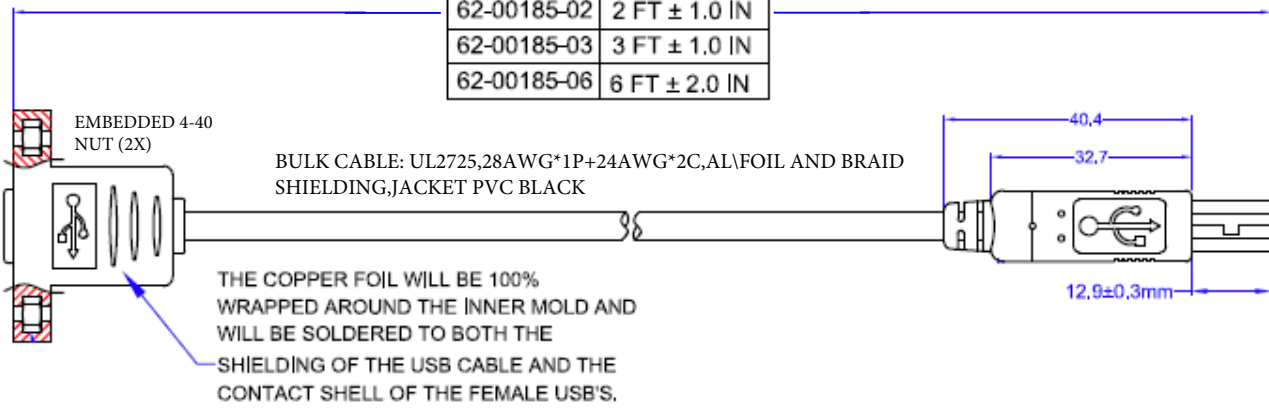 62-00185-02 2 FT ± 1.0 IN
62-00185-03 3 FT ± 1.0 IN
62-00185-06 6 FT ± 2.0 IN
EMBEDDED 4-40
NUT (2X)
BULK CABLE: UL2725,28AWG*1P+24AWG*2C,AL\FOIL AND BRAID
SHIELDING,JACKET PVC BLACK
40,4
32,7
12,9±0,3mm
THE COPPER FOIL WILL BE 100%
WRAPPED AROUND THE INNER MOLD AND
WILL BE SOLDERED TO BOTH THE
SHIELDING OF THE USB CABLE AND THE
CONTACT SHELL OF THE FEMALE USB'S.